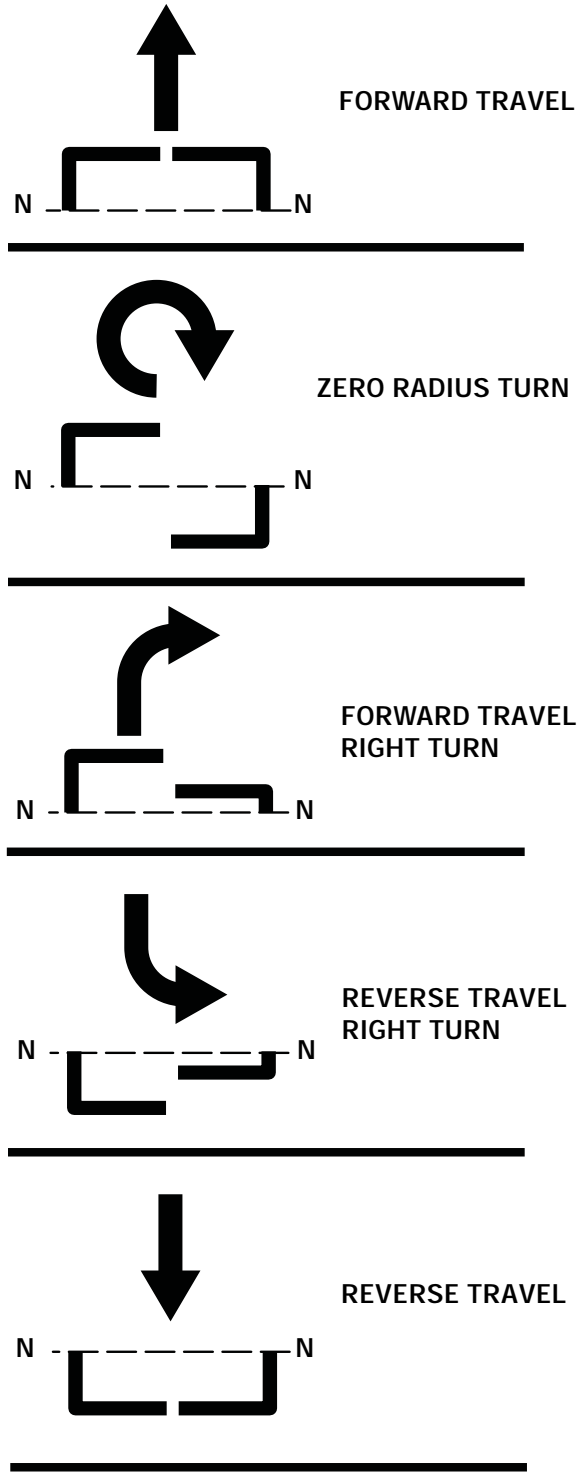 FORWARD TRAVEL
N N
ZERO RADIUS TURN
N N
FORWARD TRAVEL
RIGHT TURN
N N
REVERSE TRAVEL
RIGHT TURN
N N
REVERSE TRAVEL
N N